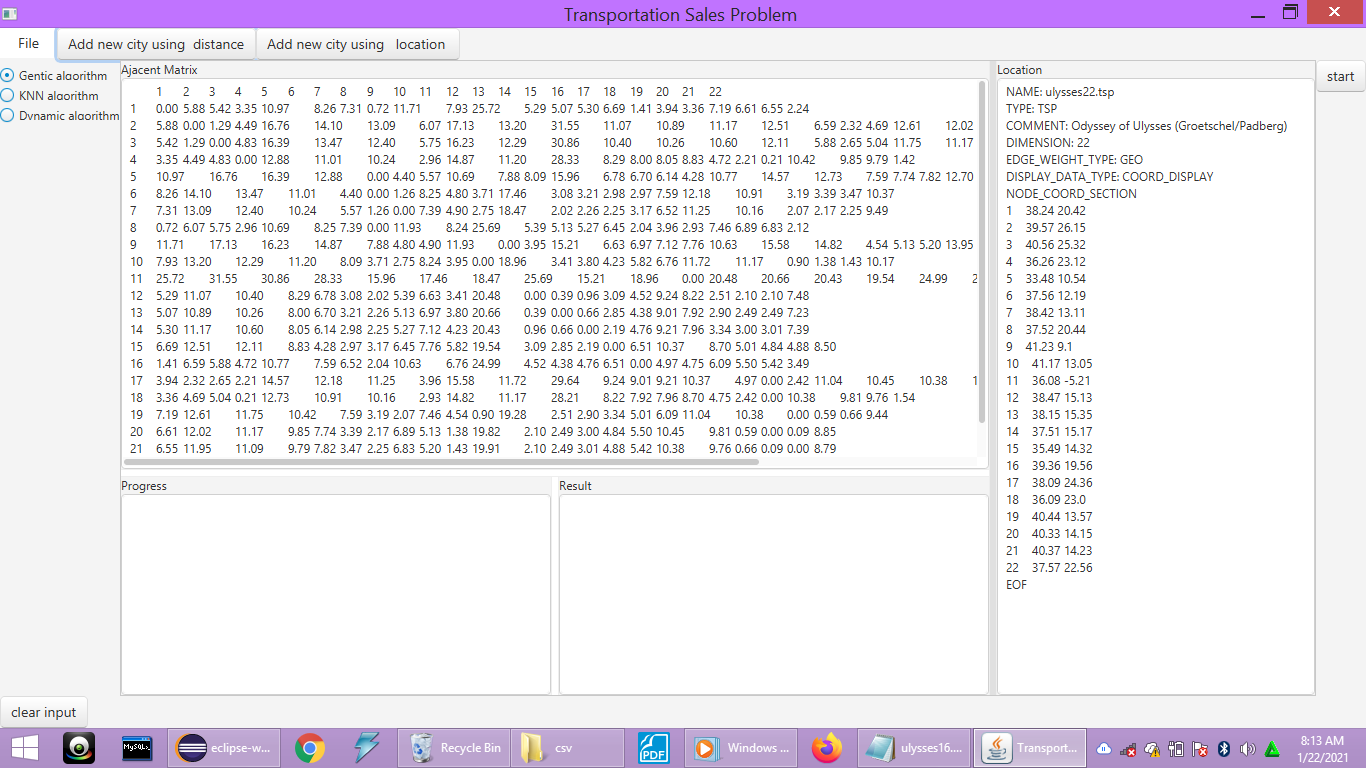 Transportation Sales Problem
File
Add new city using distance
Add new city using location
Gentic algorithm
KNN algorithm
Dynamic algorithm
Ajacent Matrix
1 2 3 4 5 6 7 8 9 10 11 12 13 14 15 16 17 18 19 20 21 22
1 0.00 5.88 5.42 3.35 10.97 8.26 7.31 0.72 11.71 7.93 25.72 5.29 5.07 5.30 6.69 1.41 3.94 3.36 7.19 6.61 6.55 2.24
2 5.88 0.00 1.29 4.49 16.76 14.10 13.09 6.07 17.13 13.20 31.55 11.07 10.89 11.17 12.51 6.59 2.32 4.69 12.61 12.02
3 5.42 1.29 0.00 4.83 16.39 13.47 12.40 5.75 16.23 12.29 30.86 10.40 10.26 10.60 12.11 5.88 2.65 5.04 11.75 11.17
4 3.35 4.49 4.83 0.00 12.88 11.01 10.24 2.96 14.87 11.20 28.33 8.29 8.00 8.05 8.83 4.72 2.21 0.21 10.42 9.85 9.79 1.42
5 10.97 16.76 16.39 12.88 0.00 4.40 5.57 10.69 7.88 8.09 15.96 6.78 6.70 6.14 4.28 10.77 14.57 12.73 7.59 7.74 7.82 12.70
6 8.26 14.10 13.47 11.01 4.40 0.00 1.26 8.25 4.80 3.71 17.46 3.08 3.21 2.98 2.97 7.59 12.18 10.91 3.19 3.39 3.47 10.37
7 7.31 13.09 12.40 10.24 5.57 1.26 0.00 7.39 4.90 2.75 18.47 2.02 2.26 2.25 3.17 6.52 11.25 10.16 2.07 2.17 2.25 9.49
8 0.72 6.07 5.75 2.96 10.69 8.25 7.39 0.00 11.93 8.24 25.69 5.39 5.13 5.27 6.45 2.04 3.96 2.93 7.46 6.89 6.83 2.12
9 11.71 17.13 16.23 14.87 7.88 4.80 4.90 11.93 0.00 3.95 15.21 6.63 6.97 7.12 7.76 10.63 15.58 14.82 4.54 5.13 5.20 13.95
10 7.93 13.20 12.29 11.20 8.09 3.71 2.75 8.24 3.95 0.00 18.96 3.41 3.80 4.23 5.82 6.76 11.72 11.17 0.90 1.38 1.43 10.17
11 25.72 31.55 30.86 28.33 15.96 17.46 18.47 25.69 15.21 18.96 0.00 20.48 20.66 20.43 19.54 24.99 2
12 5.29 11.07 10.40 8.29 6.78 3.08 2.02 5.39 6.63 3.41 20.48 0.00 0.39 0.96 3.09 4.52 9.24 8.22 2.51 2.10 2.10 7.48
13 5.07 10.89 10.26 8.00 6.70 3.21 2.26 5.13 6.97 3.80 20.66 0.39 0.00 0.66 2.85 4.38 9.01 7.92 2.90 2.49 2.49 7.23
14 5.30 11.17 10.60 8.05 6.14 2.98 2.25 5.27 7.12 4.23 20.43 0.96 0.66 0.00 2.19 4.76 9.21 7.96 3.34 3.00 3.01 7.39
15 6.69 12.51 12.11 8.83 4.28 2.97 3.17 6.45 7.76 5.82 19.54 3.09 2.85 2.19 0.00 6.51 10.37 8.70 5.01 4.84 4.88 8.50
16 1.41 6.59 5.88 4.72 10.77 7.59 6.52 2.04 10.63 6.76 24.99 4.52 4.38 4.76 6.51 0.00 4.97 4.75 6.09 5.50 5.42 3.49
17 3.94 2.32 2.65 2.21 14.57 12.18 11.25 3.96 15.58 11.72 29.64 9.24 9.01 9.21 10.37 4.97 0.00 2.42 11.04 10.45 10.38 1
18 3.36 4.69 5.04 0.21 12.73 10.91 10.16 2.93 14.82 11.17 28.21 8.22 7.92 7.96 8.70 4.75 2.42 0.00 10.38 9.81 9.76 1.54
19 7.19 12.61 11.75 10.42 7.59 3.19 2.07 7.46 4.54 0.90 19.28 2.51 2.90 3.34 5.01 6.09 11.04 10.38 0.00 0.59 0.66 9.44
20 6.61 12.02 11.17 9.85 7.74 3.39 2.17 6.89 5.13 1.38 19.82 2.10 2.49 3.00 4.84 5.50 10.45 9.81 0.59 0.00 0.09 8.85
21 6.55 11.95 11.09 9.79 7.82 3.47 2.25 6.83 5.20 1.43 19.91 2.10 2.49 3.01 4.88 5.42 10.38 9.76 0.66 0.09 0.00 8.79
Location
NAME: ulysses22.tsp
TYPE: TSP
COMMENT: Odyssey of Ulysses (Groetschel/Padberg)
DIMENSION: 22
EDGE_WEIGHT_TYPE: GEO
DISPLAY_DATA_TYPE: COORD_DISPLAY
NODE_COORD_SECTION
1 38.24 20.42
2 39.57 26.15
3 40.56 25.32
4 36.26 23.12
5 33.48 10.54
6 37.56 12.19
7 38.42 13.11
8 37.52 20.44
9 41.23 9.1
10 41.17 13.05
11 36.08 -5.21
12 38.47 15.13
13 38.15 15.35
14 37.51 15.17
15 35.49 14.32
16 39.36 19.56
17 38.09 24.36
18 36.09 23.0
19 40.44 13.57
20 40.33 14.15
21 40.37 14.23
22 37.57 22.56
EOF
start
Progress
Result
clear input
MySQL
eclipse-w...
Recycle Bin
csv
PDF
Windows ...
ulysses16....
Transport...
8:13 AM
1/22/2021